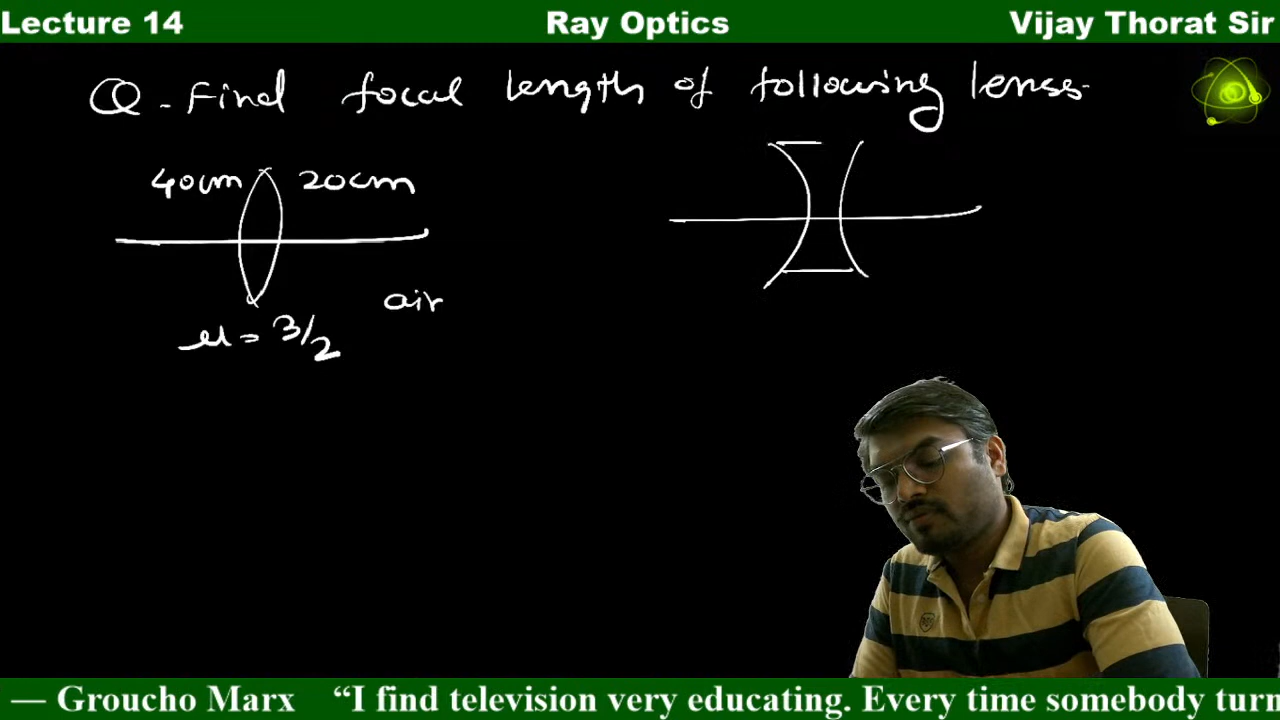 Lecture 14 Ray Optics Vijay Thorat Sir
Q - Find focal length of following lenses.
40cm 20cm
air
μ = 3/2
— Groucho Marx “I find television very educating. Every time somebody turn